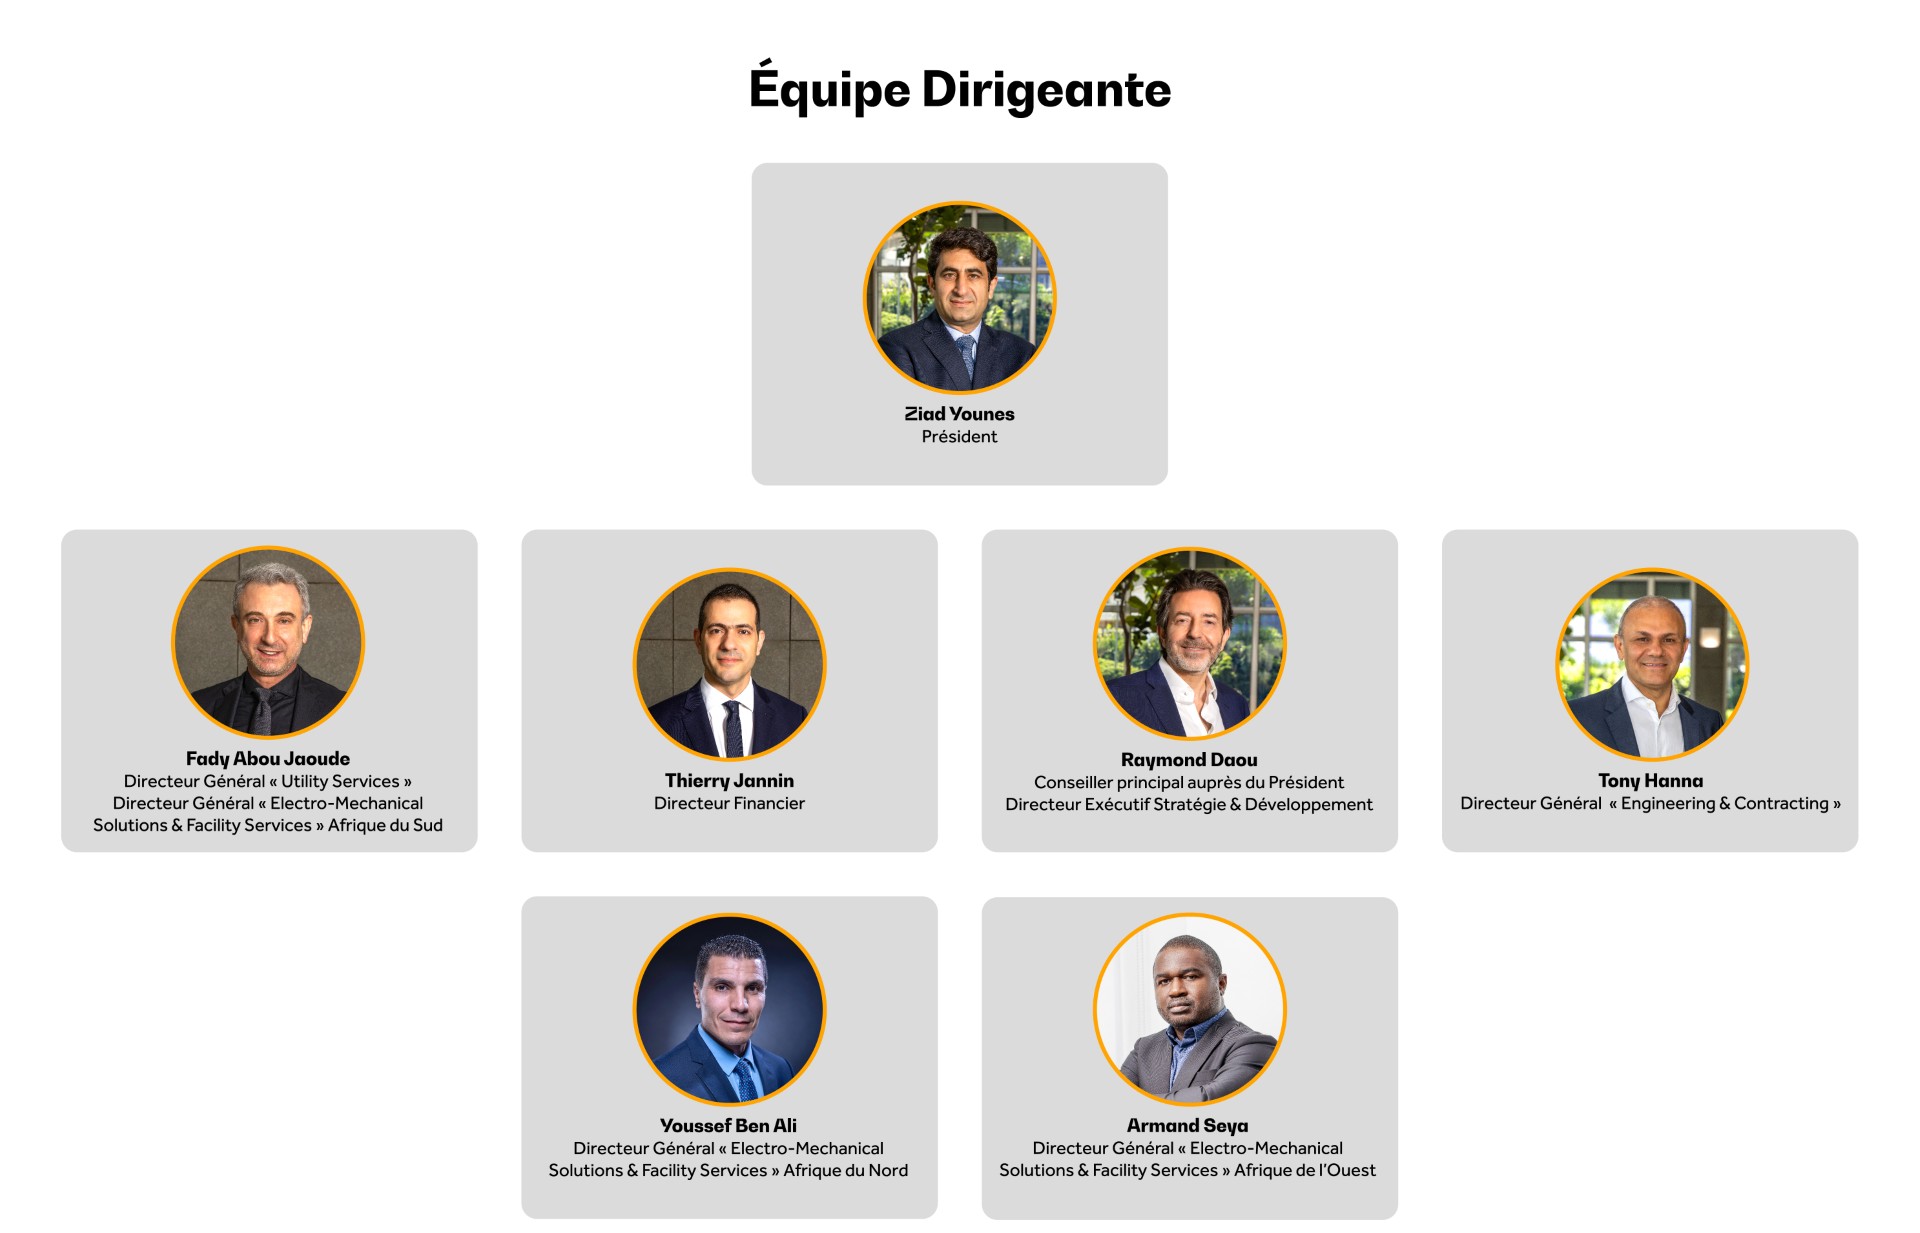 Équipe Dirigeante
Ziad Younes
Président
Fady Abou Jaoude
Directeur Général « Utility Services »
Directeur Général « Electro-Mechanical
Solutions & Facility Services » Afrique du Sud
Thierry Jannin
Directeur Financier
Raymond Daou
Conseiller principal auprès du Président
Directeur Exécutif Stratégie & Développement
Tony Hanna
Directeur Général « Engineering & Contracting »
Youssef Ben Ali
Directeur Général « Electro-Mechanical
Solutions & Facility Services » Afrique du Nord
Armand Seya
Directeur Général « Electro-Mechanical
Solutions & Facility Services » Afrique de l'Ouest